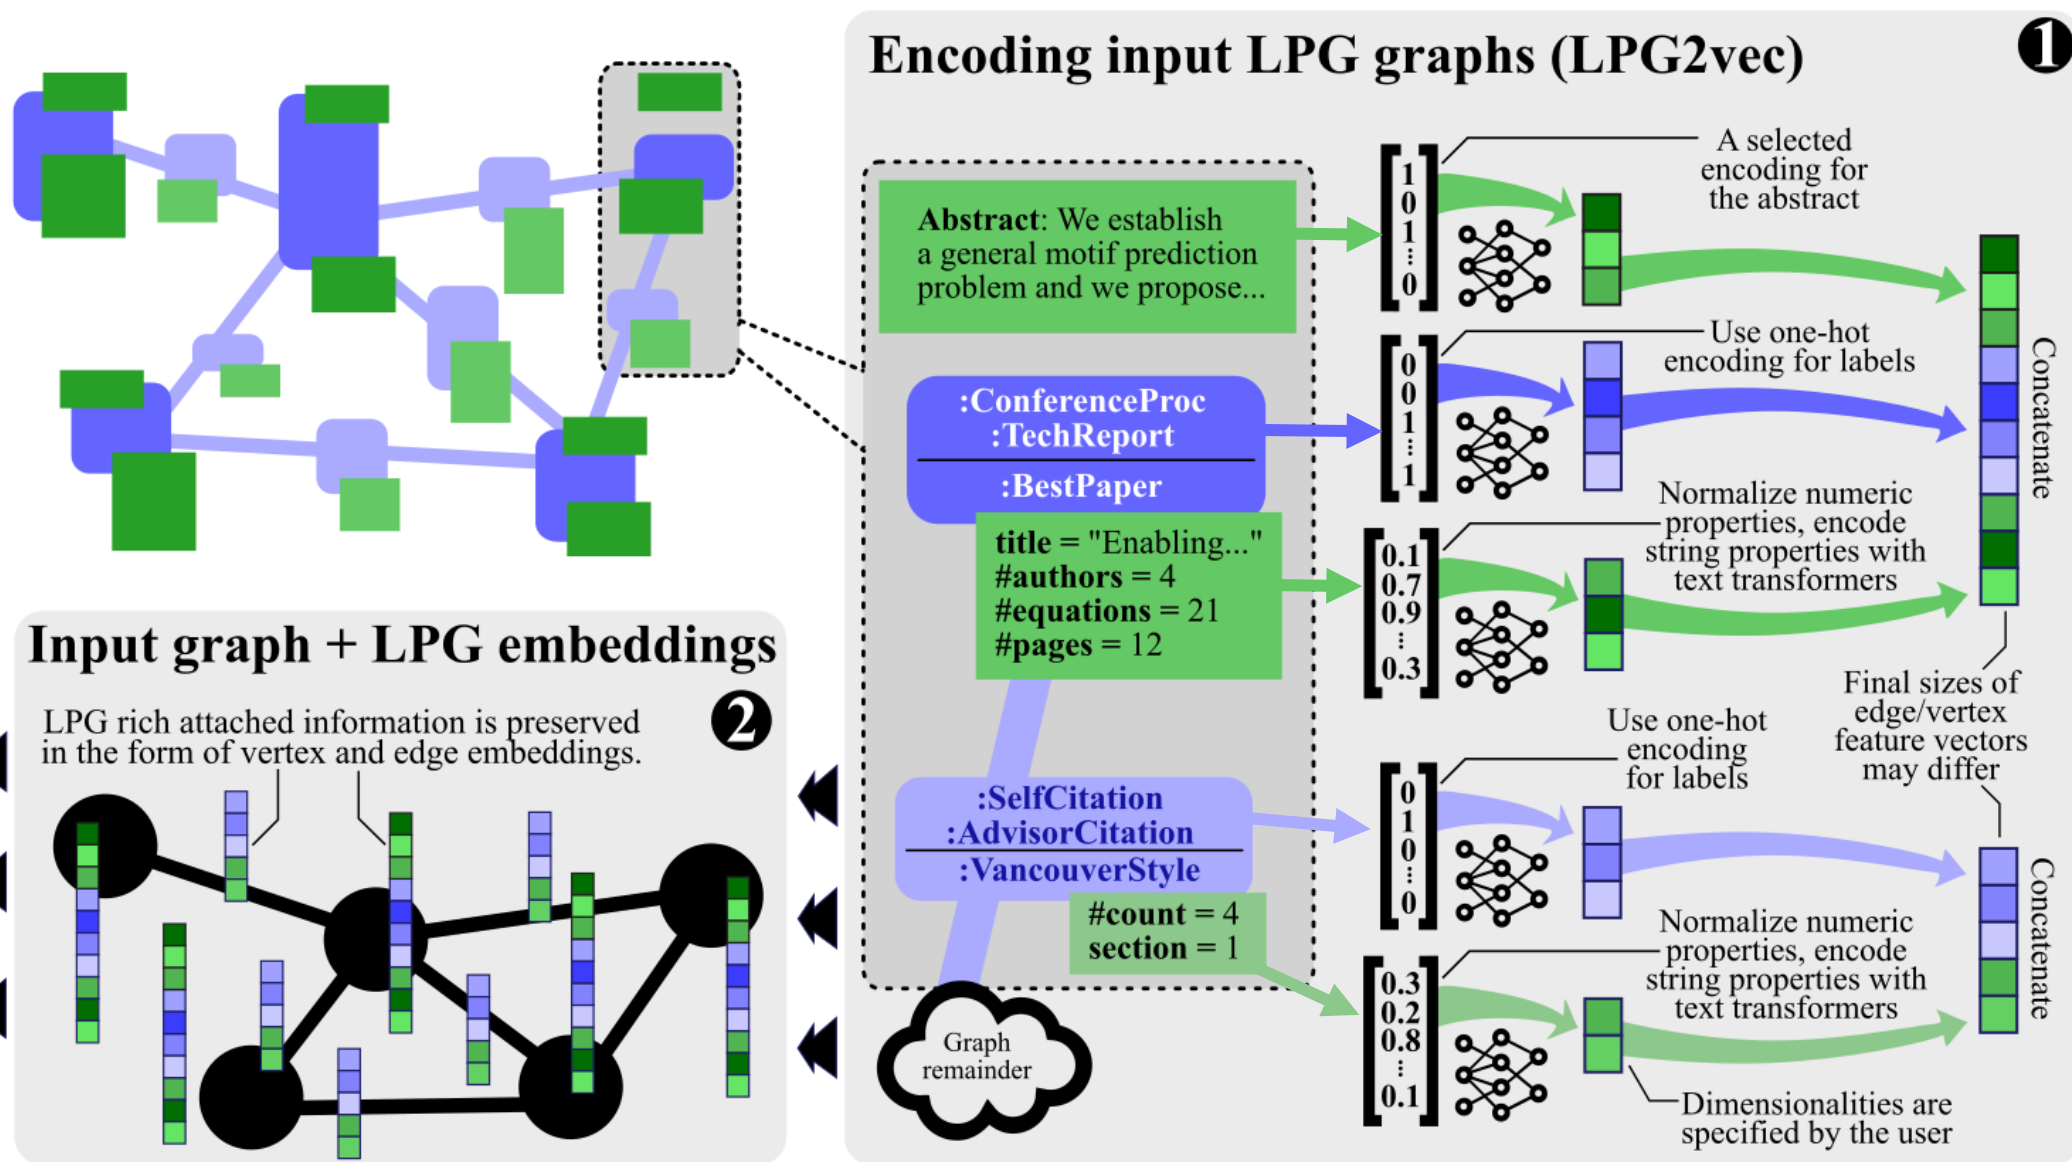 Encoding input LPG graphs (LPG2vec)
1
Abstract: We establish
a general motif prediction
problem and we propose...
:ConferenceProc
:TechReport
:BestPaper
title = "Enabling..."
#authors = 4
#equations = 21
#pages = 12
:SelfCitation
:AdvisorCitation
:VancouverStyle
#count = 4
section = 1
Graph
remainder
1
0
1
...
0
A selected
encoding for
the abstract
0
0
1
...
1
Use one-hot
encoding for labels
0.1
0.7
0.9
...
0.3
Normalize numeric
properties, encode
string properties with
text transformers
Concatenate
Final sizes of
edge/vertex
feature vectors
may differ
0
1
0
...
0
Use one-hot
encoding
for labels
0.3
0.2
0.8
...
0.1
Normalize numeric
properties, encode
string properties with
text transformers
Concatenate
Dimensionalities are
specified by the user
Input graph + LPG embeddings
2
LPG rich attached information is preserved
in the form of vertex and edge embeddings.